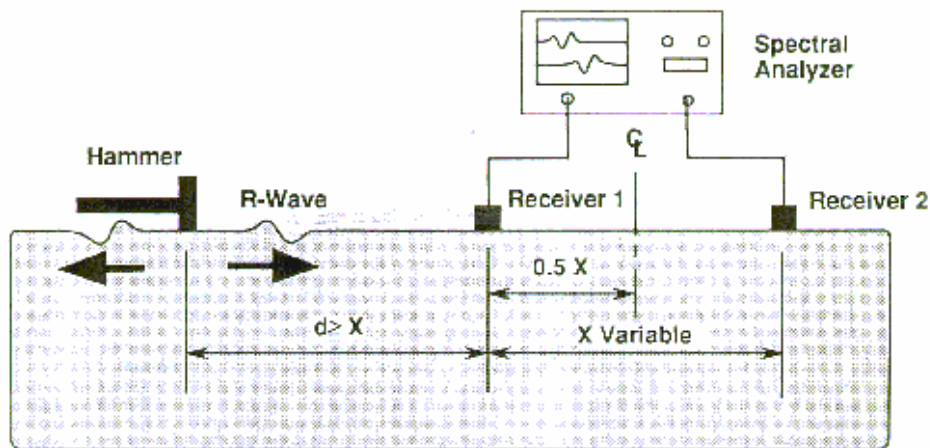 Spectral
Analyzer
Hammer
℄
R-Wave
Receiver 1
Receiver 2
0.5 X
d> X
X Variable